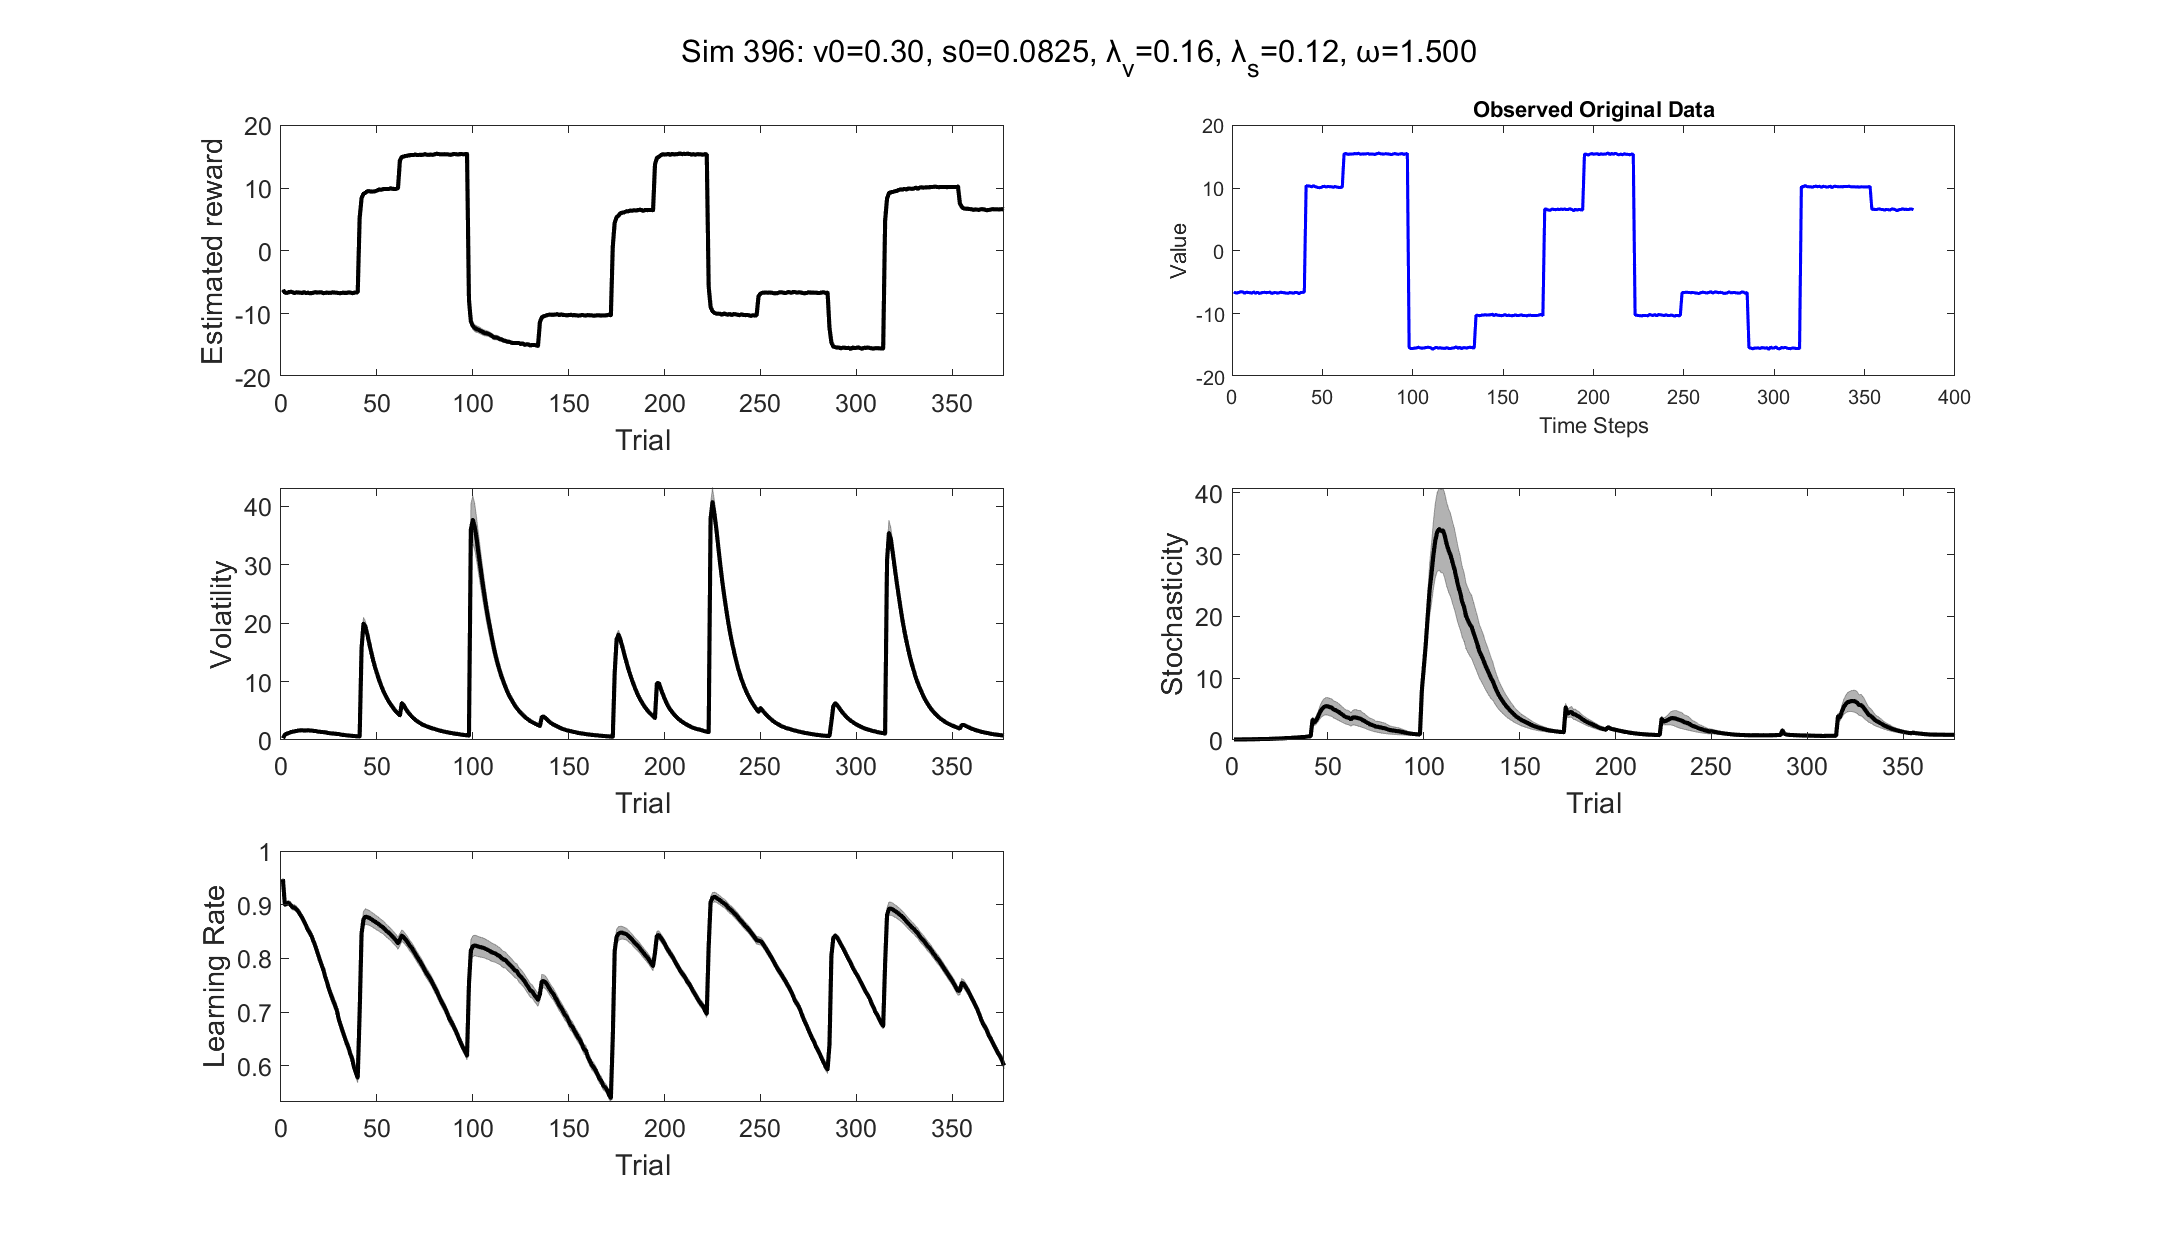 Sim 396: v0=0.30, s0=0.0825, λv=0.16, λs=0.12, ω=1.500
20
10
0
-10
-20
Estimated reward
0 50 100 150 200 250 300 350
Trial
Observed Original Data
20
10
0
-10
-20
Value
0 50 100 150 200 250 300 350 400
Time Steps
40
30
20
10
0
Volatility
0 50 100 150 200 250 300 350
Trial
40
30
20
10
0
Stochasticity
0 50 100 150 200 250 300 350
Trial
1
0.9
0.8
0.7
0.6
Learning Rate
0 50 100 150 200 250 300 350
Trial